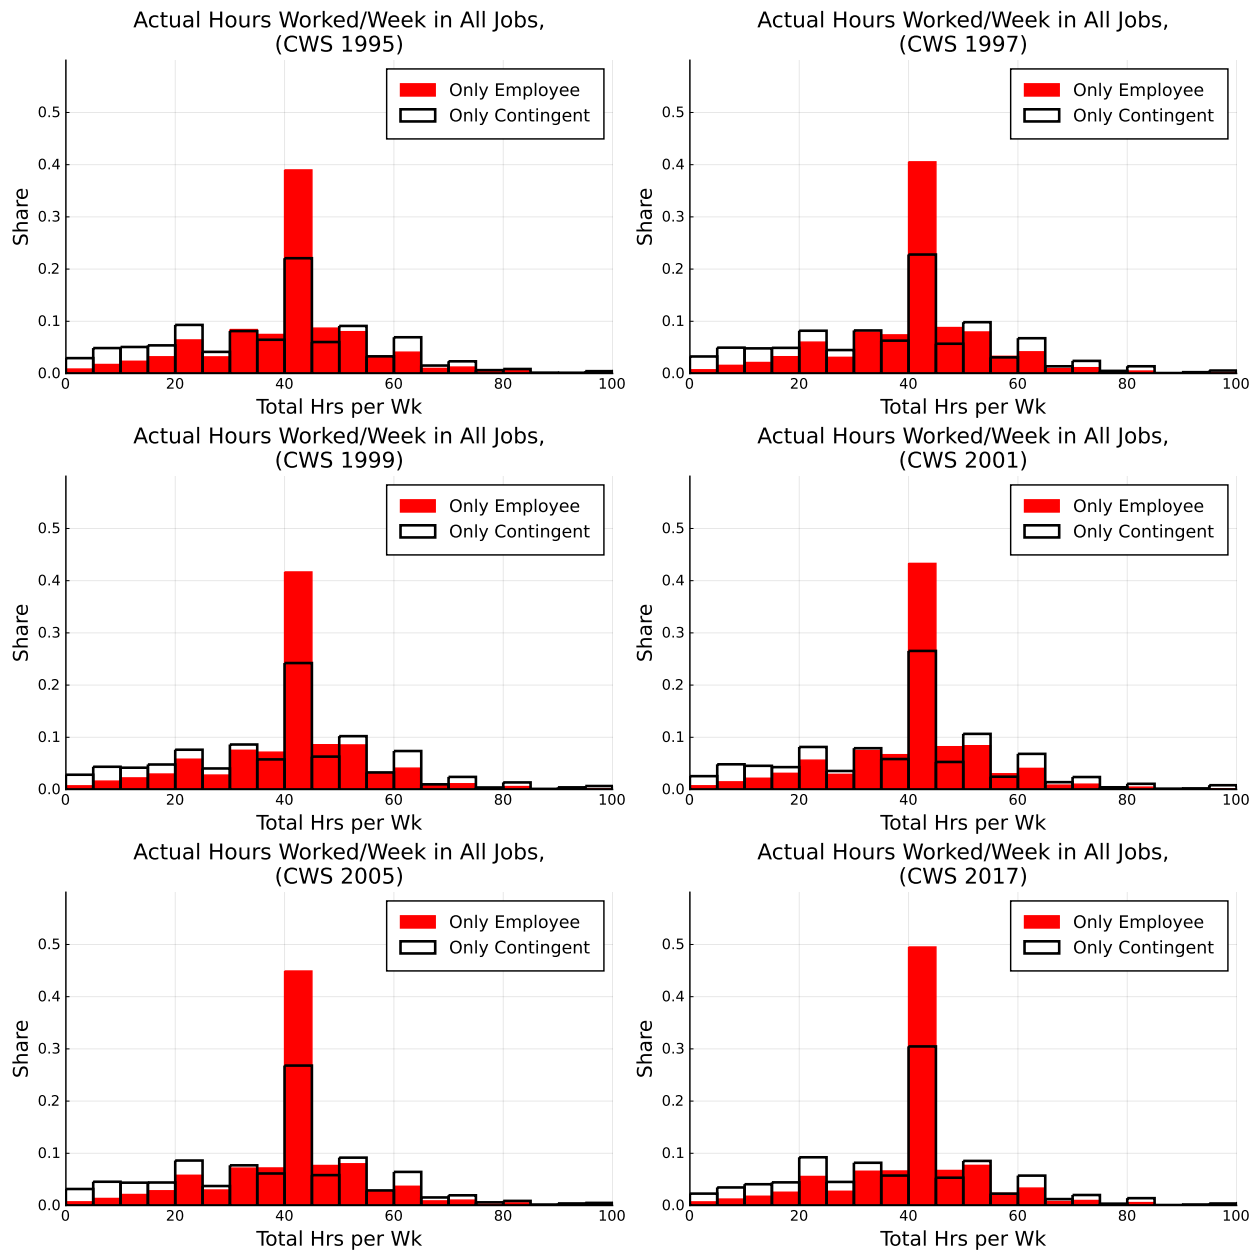 Actual Hours Worked/Week in All Jobs,
(CWS 1995)
Only Employee
Only Contingent
Share
0.5
0.4
0.3
0.2
0.1
0.0
0 20 40 60 80 100
Total Hrs per Wk
Actual Hours Worked/Week in All Jobs,
(CWS 1997)
Only Employee
Only Contingent
Share
0.5
0.4
0.3
0.2
0.1
0.0
0 20 40 60 80 100
Total Hrs per Wk
Actual Hours Worked/Week in All Jobs,
(CWS 1999)
Only Employee
Only Contingent
Share
0.5
0.4
0.3
0.2
0.1
0.0
0 20 40 60 80 100
Total Hrs per Wk
Actual Hours Worked/Week in All Jobs,
(CWS 2001)
Only Employee
Only Contingent
Share
0.5
0.4
0.3
0.2
0.1
0.0
0 20 40 60 80 100
Total Hrs per Wk
Actual Hours Worked/Week in All Jobs,
(CWS 2005)
Only Employee
Only Contingent
Share
0.5
0.4
0.3
0.2
0.1
0.0
0 20 40 60 80 100
Total Hrs per Wk
Actual Hours Worked/Week in All Jobs,
(CWS 2017)
Only Employee
Only Contingent
Share
0.5
0.4
0.3
0.2
0.1
0.0
0 20 40 60 80 100
Total Hrs per Wk